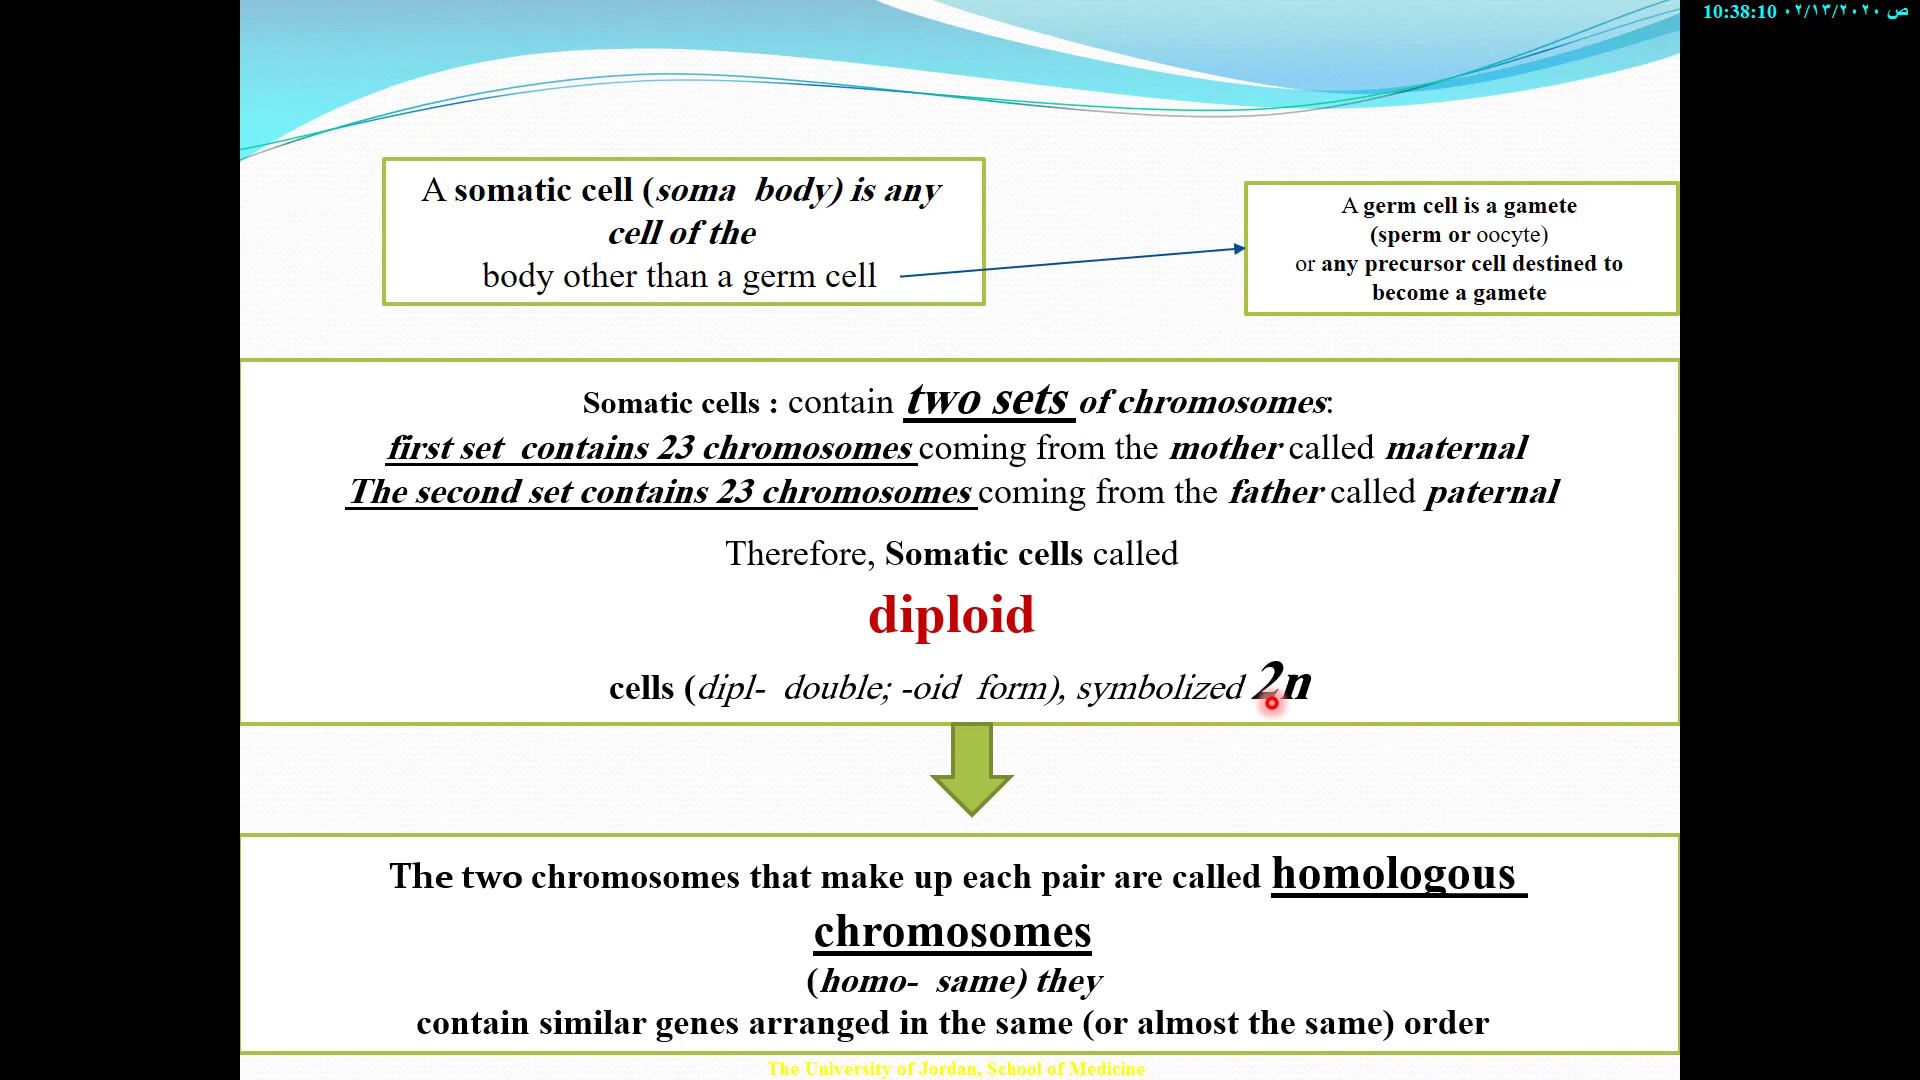 10:38:10 ٠٢/١٣/٢٠٢٠ ص
A somatic cell (soma body) is any
cell of the
body other than a germ cell
A germ cell is a gamete
(sperm or oocyte)
or any precursor cell destined to
become a gamete
Somatic cells : contain two sets of chromosomes:
first set contains 23 chromosomes coming from the mother called maternal
The second set contains 23 chromosomes coming from the father called paternal
Therefore, Somatic cells called
diploid
cells (dipl- double; -oid form), symbolized 2n
The two chromosomes that make up each pair are called homologous
chromosomes
(homo- same) they
contain similar genes arranged in the same (or almost the same) order
The University of Jordan, School of Medicine